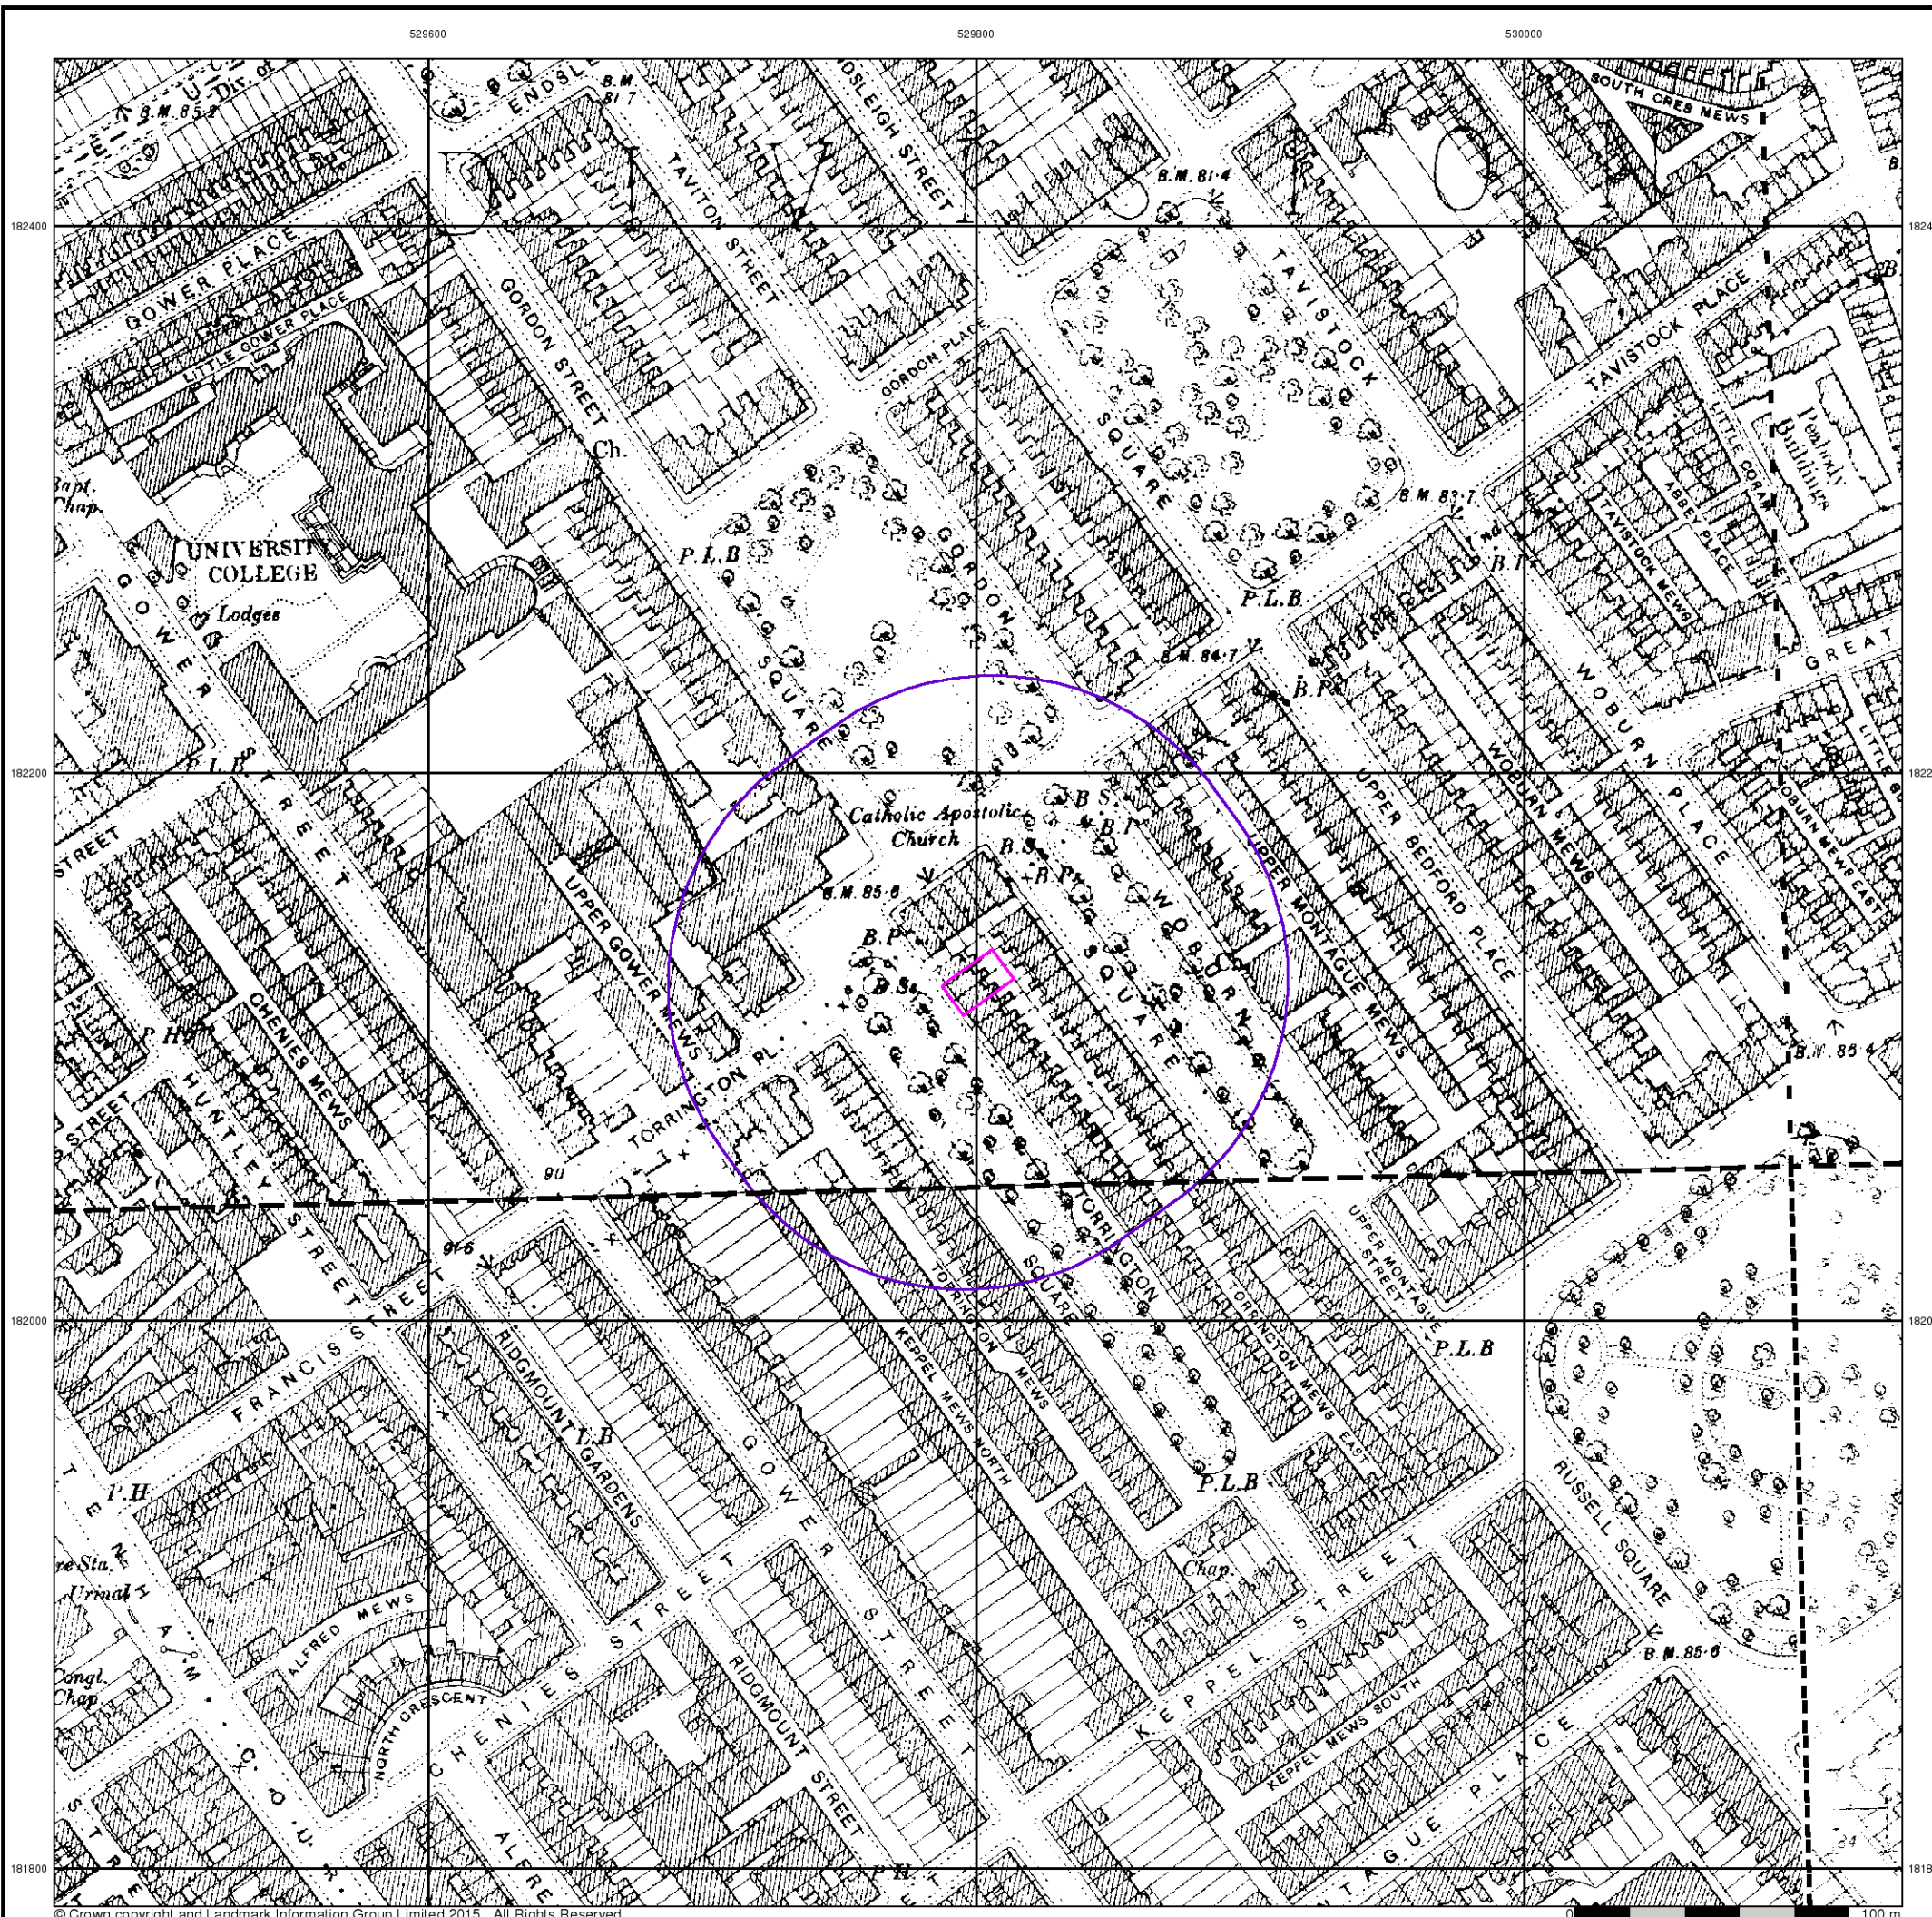 529600
529800
530000
SOUTH CRES MEWS
B.M. 85·2
B.M.
81·7
TAVITON STREET
B.M. 81·4
182400
GOWER PLACE
LITTLE GOWER PLACE
GORDON STREET
GORDON PLACE
TAVISTOCK
SQUARE
TAVISTOCK PLACE
LITTLE CORAM
Peabody
Buildings
Ch.
Bapt.
Chap.
UNIVERSITY
COLLEGE
Lodges
P.L.B
GORDON
SQUARE
B.M. 83·7
ABBEY PLACE
TAVISTOCK MEWS
P.L.B.
B.M. 84·7
B.P.
GREAT
GOWER
STREET
WOBURN
PLACE
182200
Catholic Apostolic
Church
B.M. 85·6
B.P.
UPPER GOWER MEWS
WOBURN
SQUARE
UPPER MONTAGUE MEWS
UPPER BEDFORD PLACE
WOBURN MEWS
WOBURN MEWS EAST
STREET
CHENIES MEWS
P.H.
HUNTLEY STREET
STREET
TORRINGTON PL.
B.M. 86·4
90
91·6
TORRINGTON
SQUARE
UPPER MONTAGUE
STREET
182000
FRANCIS STREET
RIDGMOUNT GARDENS
L.B
TORRINGTON MEWS
KEPPEL MEWS NORTH
TORRINGTON MEWS EAST
P.L.B
P.L.B
RUSSELL SQUARE
P.H.
GOWER STREET
Urinal
Chap.
ALFRED MEWS
NORTH CRESCENT
CHENIES STREET
RIDGMOUNT STREET
KEPPEL STREET
KEPPEL MEWS SOUTH
B.M. 85·6
Congl.
Chap.
P.H.
181800
© Crown copyright and Landmark Information Group Limited 2015. All Rights Reserved.
0
100 m